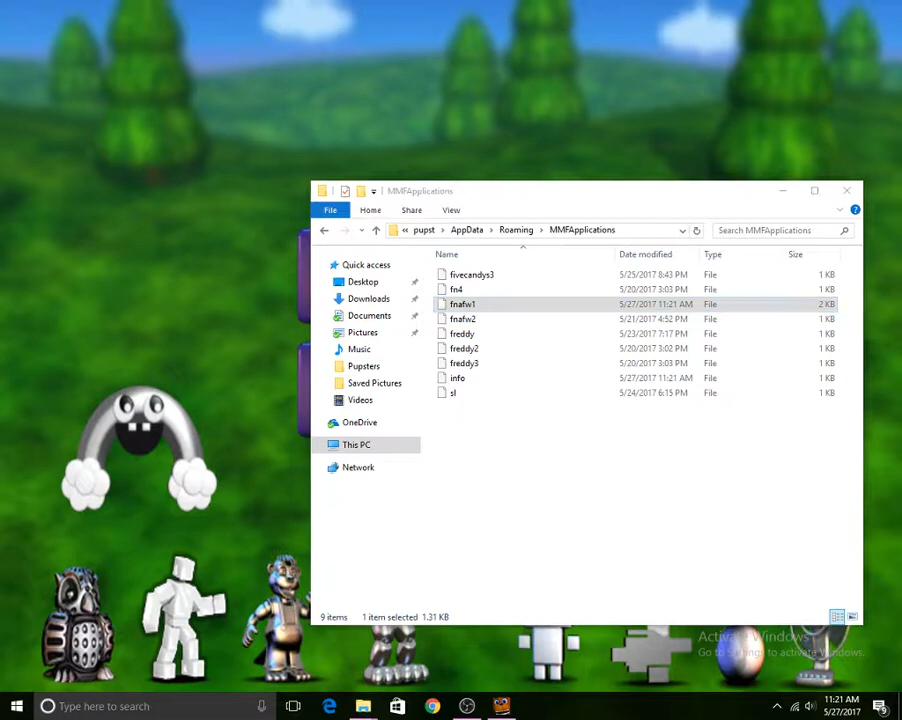 MMFApplications
File Home Share View
« pupst > AppData > Roaming > MMFApplications Search MMFApplications
Name Date modified Type Size
Quick access
Desktop
Downloads
Documents
Pictures
Music
Pupsters
Saved Pictures
Videos
OneDrive
This PC
Network
fivecandys3 5/25/2017 8:43 PM File 1 KB
fn4 5/20/2017 3:03 PM File 1 KB
fnafw1 5/27/2017 11:21 AM File 2 KB
fnafw2 5/21/2017 4:52 PM File 1 KB
freddy 5/23/2017 7:17 PM File 1 KB
freddy2 5/20/2017 3:02 PM File 1 KB
freddy3 5/20/2017 3:03 PM File 1 KB
info 5/27/2017 11:21 AM File 1 KB
sl 5/24/2017 6:15 PM File 1 KB
9 items 1 item selected 1.31 KB
Activate Windows
Go to Settings to activate Windows.
Type here to search
11:21 AM
5/27/2017
9